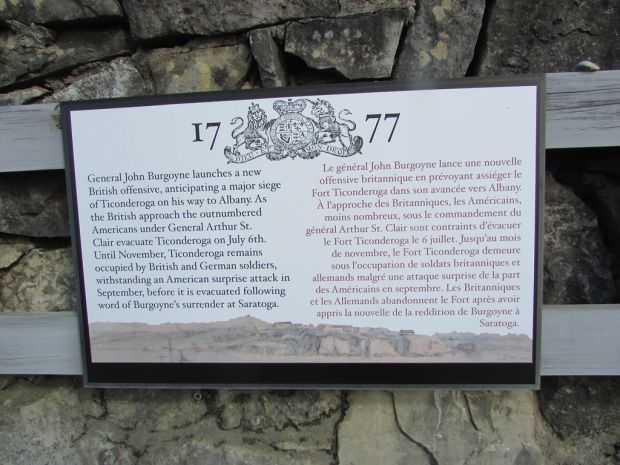 17 77
General John Burgoyne launches a new
British offensive, anticipating a major siege
of Ticonderoga on his way to Albany. As
the British approach the outnumbered
Americans under General Arthur St.
Clair evacuate Ticonderoga on July 6th.
Until November, Ticonderoga remains
occupied by British and German soldiers,
withstanding an American surprise attack in
September, before it is evacuated following
word of Burgoyne's surrender at Saratoga.
Le général John Burgoyne lance une nouvelle
offensive britannique en prévoyant assiéger le
Fort Ticonderoga dans son avancée vers Albany.
À l'approche des Britanniques, les Américains,
moins nombreux, sous le commandement du
général Arthur St. Clair sont contraints d'évacuer
le Fort Ticonderoga le 6 juillet. Jusqu'au mois
de novembre, le Fort Ticonderoga demeure
sous l'occupation de soldats britanniques et
allemands malgré une attaque surprise de la part
des Américains en septembre. Les Britanniques
et les Allemands abandonnent le Fort après avoir
appris la nouvelle de la reddition de Burgoyne à
Saratoga.